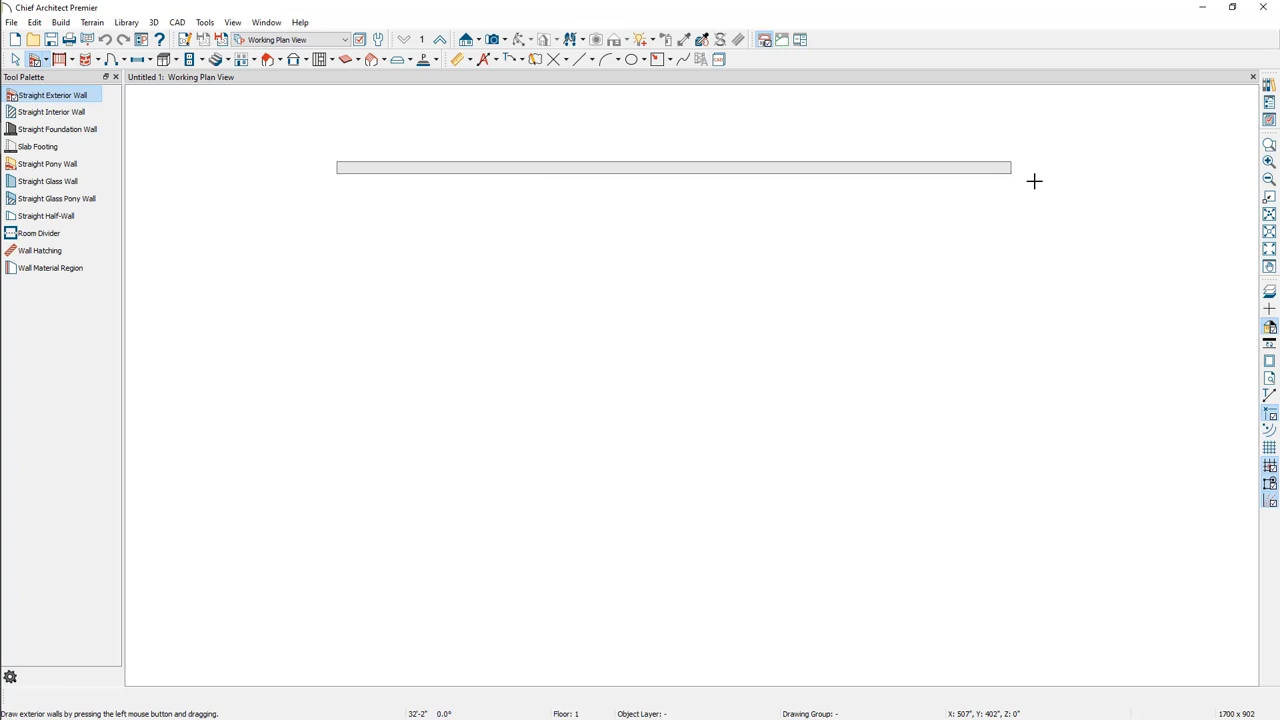 Chief Architect Premier
File Edit Build Terrain Library 3D CAD Tools View Window Help
Working Plan View 1
Tool Palette
Untitled 1: Working Plan View
Straight Exterior Wall
Straight Interior Wall
Straight Foundation Wall
Slab Footing
Straight Pony Wall
Straight Glass Wall
Straight Glass Pony Wall
Straight Half-Wall
Room Divider
Wall Hatching
Wall Material Region
Draw exterior walls by pressing the left mouse button and dragging. 32'-2" 0.0° Floor: 1 Object Layer: - Drawing Group: - X: 507", Y: 402", Z: 0" 1700 x 902